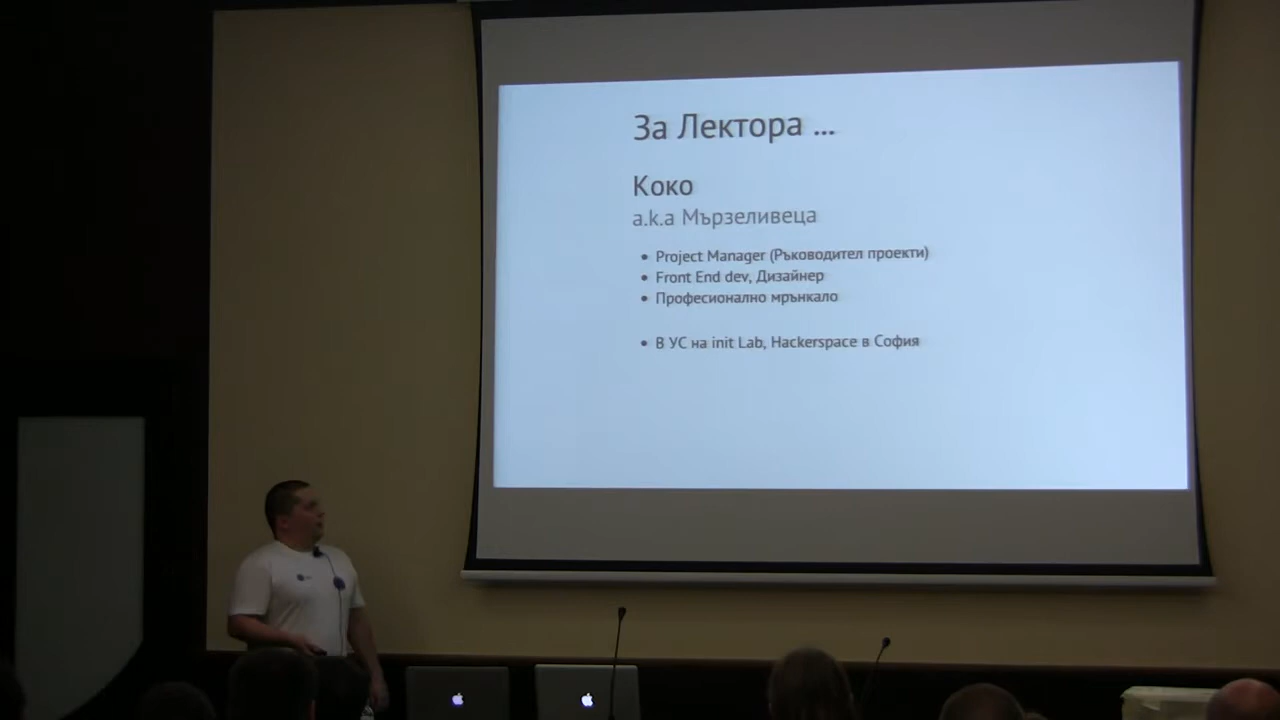 За Лектора ...
Коко
a.k.a Мързеливеца
• Project Manager (Ръководител проекти)
• Front End dev, Дизайнер
• Професионално мрънкало
• В УС на init Lab, Hackerspace в София